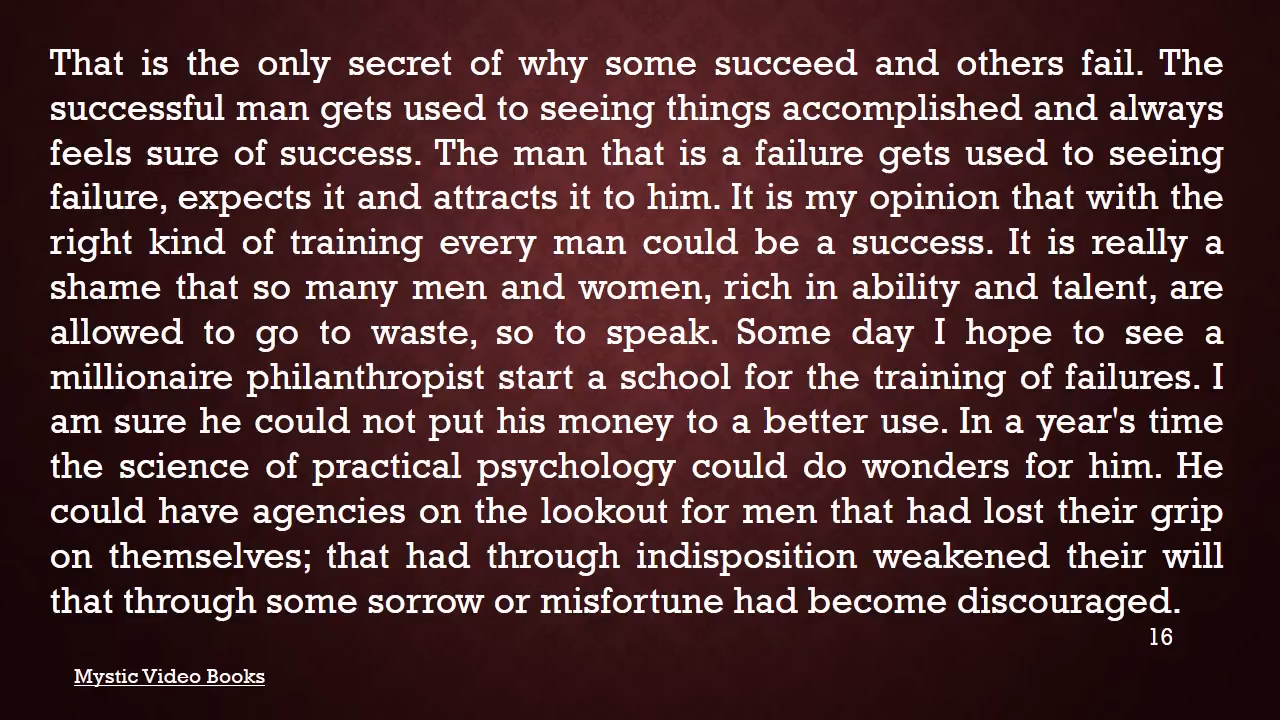 That is the only secret of why some succeed and others fail. The
successful man gets used to seeing things accomplished and always
feels sure of success. The man that is a failure gets used to seeing
failure, expects it and attracts it to him. It is my opinion that with the
right kind of training every man could be a success. It is really a
shame that so many men and women, rich in ability and talent, are
allowed to go to waste, so to speak. Some day I hope to see a
millionaire philanthropist start a school for the training of failures. I
am sure he could not put his money to a better use. In a year's time
the science of practical psychology could do wonders for him. He
could have agencies on the lookout for men that had lost their grip
on themselves; that had through indisposition weakened their will
that through some sorrow or misfortune had become discouraged.
16
Mystic Video Books